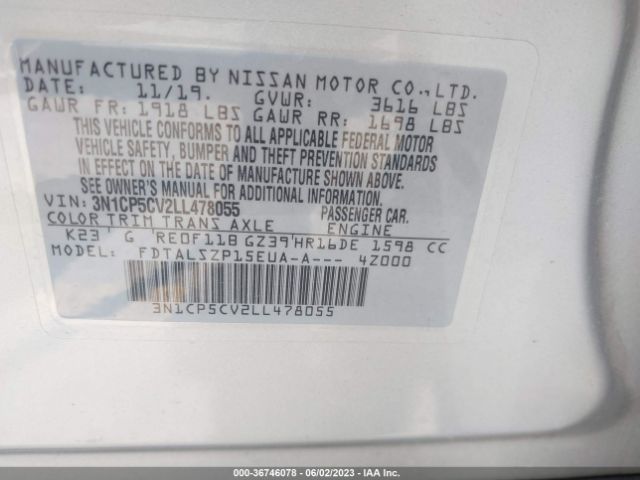 MANUFACTURED BY NISSAN MOTOR CO., LTD.
DATE: 11/19. GVWR: 3616 LBS
GAWR FR: 1918 LBS GAWR RR: 1698 LBS
THIS VEHICLE CONFORMS TO ALL APPLICABLE FEDERAL MOTOR
VEHICLE SAFETY, BUMPER AND THEFT PREVENTION STANDARDS
IN EFFECT ON THE DATE OF MANUFACTURE SHOWN ABOVE.
SEE OWNER'S MANUAL FOR ADDITIONAL INFORMATION.
VIN: 3N1CP5CV2LL478055 PASSENGER CAR.
COLOR TRIM TRANS AXLE ENGINE
K23 G RE0F11B GZ39 HR16DE 1598 CC
MODEL: FDTALSZP15EUA-A--- 4Z000
3N1CP5CV2LL478055
000-36746078 - 06/02/2023 - IAA Inc.